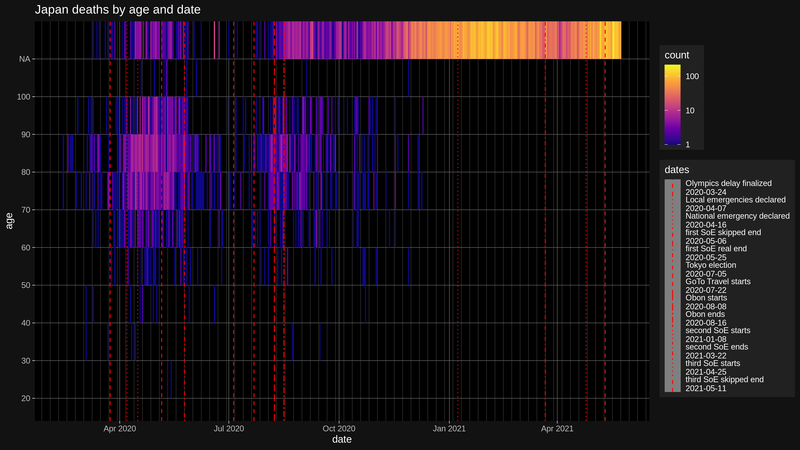 Japan deaths by age and date
NA
100
90
80
70
60
50
40
30
20
age
Apr 2020
Jul 2020
Oct 2020
Jan 2021
Apr 2021
date
count
100
10
1
dates
Olympics delay finalized
2020-03-24
Local emergencies declared
2020-04-07
National emergency declared
2020-04-16
first SoE skipped end
2020-05-06
first SoE real end
2020-05-25
Tokyo election
2020-07-05
GoTo Travel starts
2020-07-22
Obon starts
2020-08-08
Obon ends
2020-08-16
second SoE starts
2021-01-08
second SoE ends
2021-03-22
third SoE starts
2021-04-25
third SoE skipped end
2021-05-11